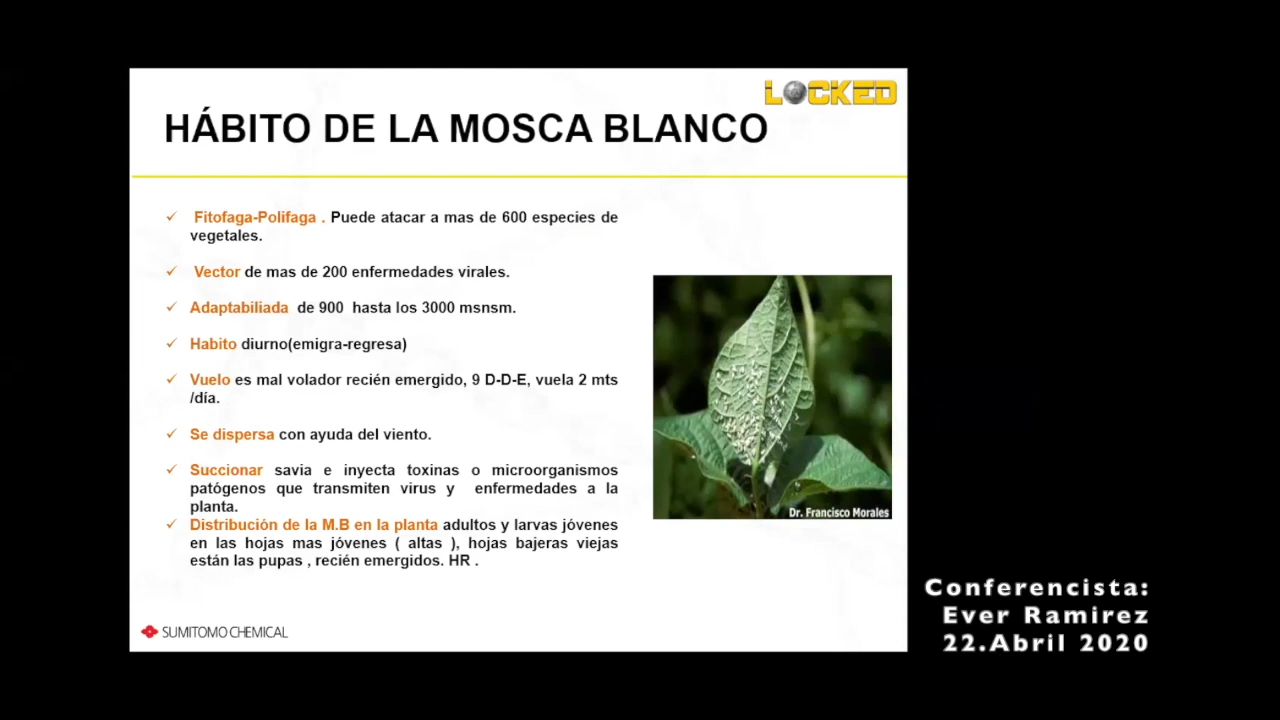 LOCKED
HÁBITO DE LA MOSCA BLANCO
✓ Fitofaga-Polifaga . Puede atacar a mas de 600 especies de
vegetales.
✓ Vector de mas de 200 enfermedades virales.
✓ Adaptabiliada de 900 hasta los 3000 msnsm.
✓ Habito diurno(emigra-regresa)
✓ Vuelo es mal volador recién emergido, 9 D-D-E, vuela 2 mts
/día.
✓ Se dispersa con ayuda del viento.
✓ Succionar savia e inyecta toxinas o microorganismos
patógenos que transmiten virus y enfermedades a la
planta.
✓ Distribución de la M.B en la planta adultos y larvas jóvenes
en las hojas mas jóvenes ( altas ), hojas bajeras viejas
están las pupas , recién emergidos. HR .
Dr. Francisco Morales
SUMITOMO CHEMICAL
Conferencista:
Ever Ramirez
22.Abril 2020